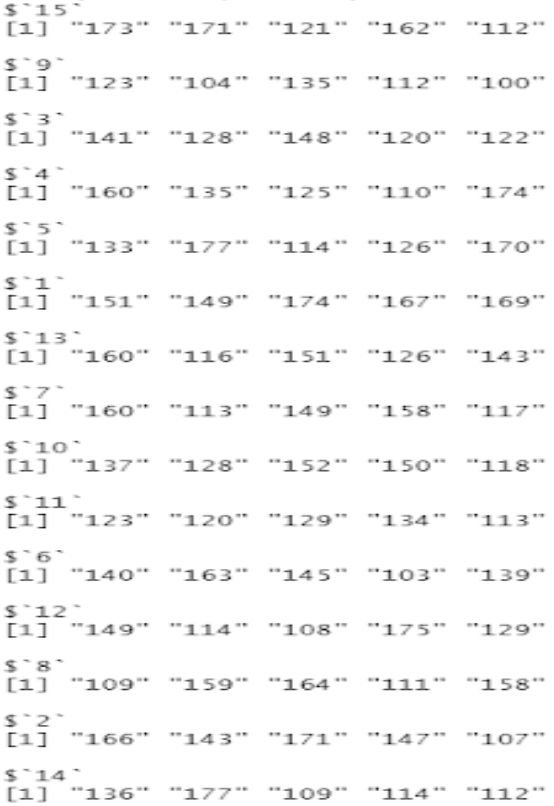 $`15`
[1] "173" "171" "121" "162" "112"
$`9`
[1] "123" "104" "135" "112" "100"
$`3`
[1] "141" "128" "148" "120" "122"
$`4`
[1] "160" "135" "125" "110" "174"
$`5`
[1] "133" "177" "114" "126" "170"
$`1`
[1] "151" "149" "174" "167" "169"
$`13`
[1] "160" "116" "151" "126" "143"
$`7`
[1] "160" "113" "149" "158" "117"
$`10`
[1] "137" "128" "152" "150" "118"
$`11`
[1] "123" "120" "129" "134" "113"
$`6`
[1] "140" "163" "145" "103" "139"
$`12`
[1] "149" "114" "108" "175" "129"
$`8`
[1] "109" "159" "164" "111" "158"
$`2`
[1] "166" "143" "171" "147" "107"
$`14`
[1] "136" "177" "109" "114" "112"